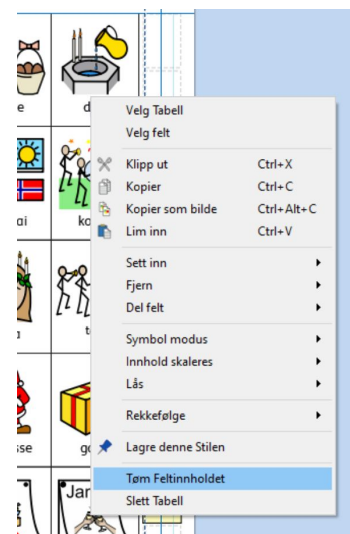 Velg Tabell
Velg felt
Klipp ut Ctrl+X
Kopier Ctrl+C
Kopier som bilde Ctrl+Alt+C
Lim inn Ctrl+V
Sett inn
Fjern
Del felt
Symbol modus
Innhold skaleres
Lås
Rekkefølge
Lagre denne Stilen
Tøm Feltinnholdet
Slett Tabell